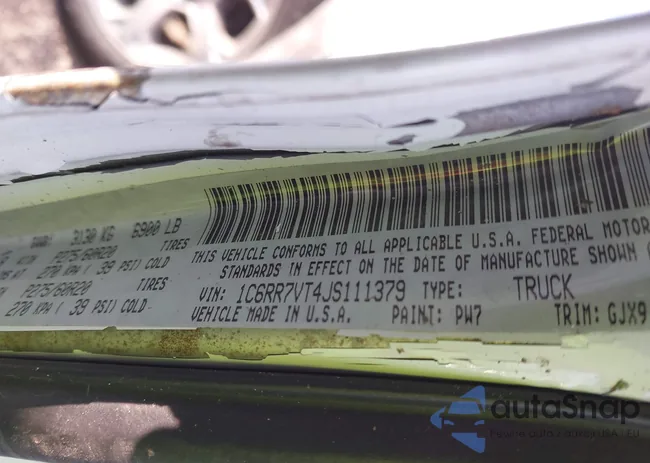 3130 KG 6900 LB
P275/60R20 TIRES
270 KPA ( 39 PSI) COLD
P275/60R20 TIRES
270 KPA ( 39 PSI) COLD
THIS VEHICLE CONFORMS TO ALL APPLICABLE U.S.A. FEDERAL MOTOR
STANDARDS IN EFFECT ON THE DATE OF MANUFACTURE SHOWN
VIN: 1C6RR7VT4JS111379 TYPE: TRUCK
VEHICLE MADE IN U.S.A. PAINT: PW7 TRIM: GJX9
autaSnap